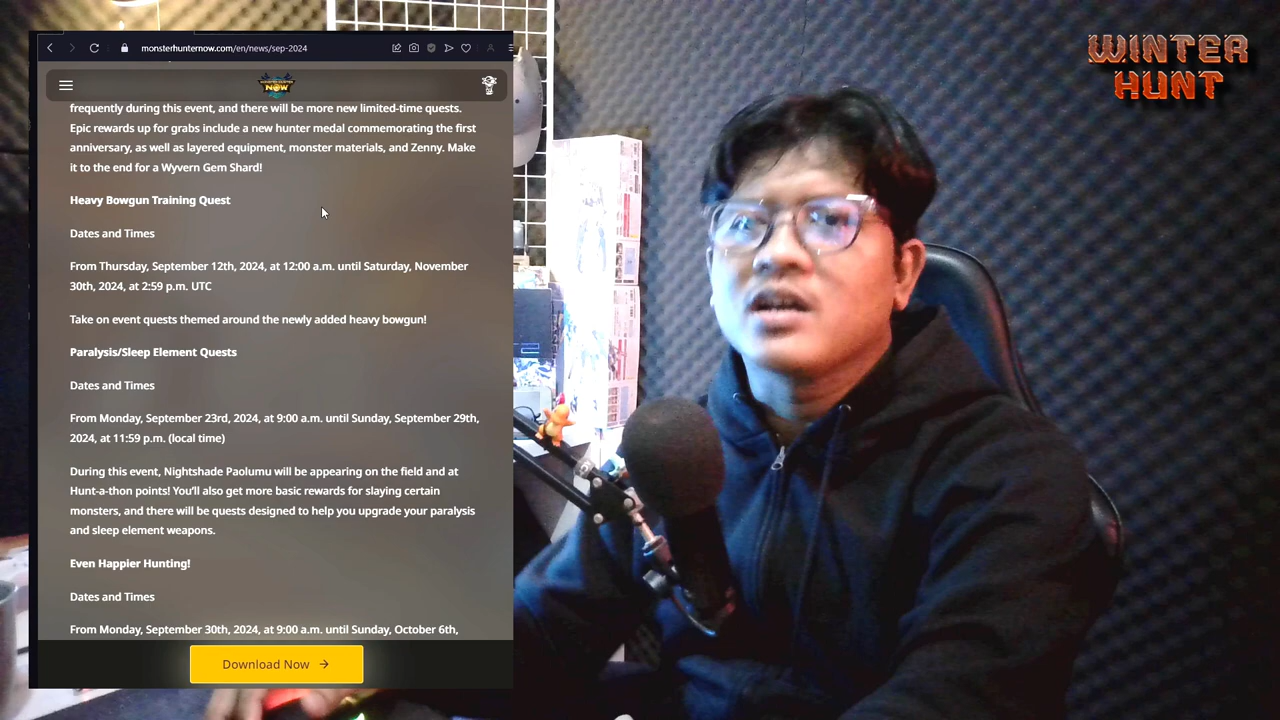 monsterhunternow.com/en/news/sep-2024
MONSTER HUNTER
NOW
frequently during this event, and there will be more new limited-time quests.
Epic rewards up for grabs include a new hunter medal commemorating the first
anniversary, as well as layered equipment, monster materials, and Zenny. Make
it to the end for a Wyvern Gem Shard!
Heavy Bowgun Training Quest
Dates and Times
From Thursday, September 12th, 2024, at 12:00 a.m. until Saturday, November
30th, 2024, at 2:59 p.m. UTC
Take on event quests themed around the newly added heavy bowgun!
Paralysis/Sleep Element Quests
Dates and Times
From Monday, September 23rd, 2024, at 9:00 a.m. until Sunday, September 29th,
2024, at 11:59 p.m. (local time)
During this event, Nightshade Paolumu will be appearing on the field and at
Hunt-a-thon points! You'll also get more basic rewards for slaying certain
monsters, and there will be quests designed to help you upgrade your paralysis
and sleep element weapons.
Even Happier Hunting!
Dates and Times
From Monday, September 30th, 2024, at 9:00 a.m. until Sunday, October 6th,
Download Now
WINTER
HUNT